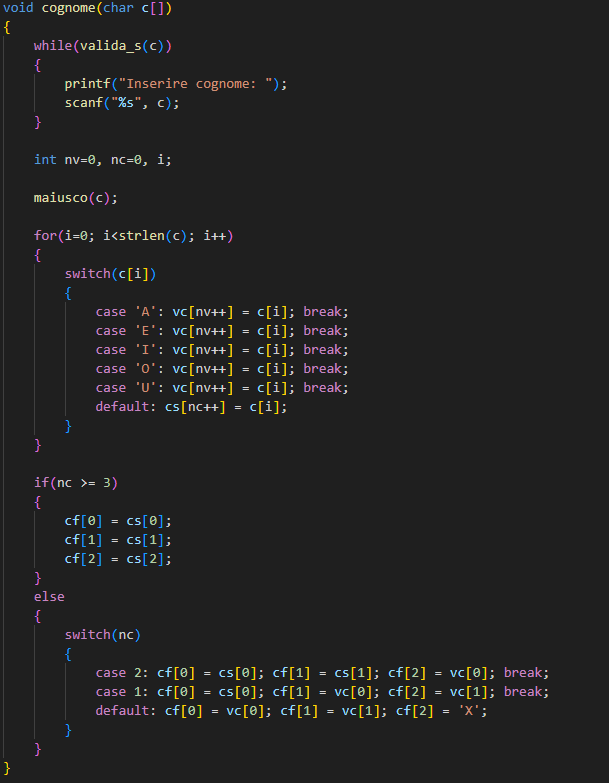 void cognome(char c[])
{
    while(valida_s(c))
    {
        printf("Inserire cognome: ");
        scanf("%s", c);
    }

    int nv=0, nc=0, i;

    maiusco(c);

    for(i=0; i<strlen(c); i++)
    {
        switch(c[i])
        {
            case 'A': vc[nv++] = c[i]; break;
            case 'E': vc[nv++] = c[i]; break;
            case 'I': vc[nv++] = c[i]; break;
            case 'O': vc[nv++] = c[i]; break;
            case 'U': vc[nv++] = c[i]; break;
            default: cs[nc++] = c[i];
        }
    }

    if(nc >= 3)
    {
        cf[0] = cs[0];
        cf[1] = cs[1];
        cf[2] = cs[2];
    }
    else
    {
        switch(nc)
        {
            case 2: cf[0] = cs[0]; cf[1] = cs[1]; cf[2] = vc[0]; break;
            case 1: cf[0] = cs[0]; cf[1] = vc[0]; cf[2] = vc[1]; break;
            default: cf[0] = vc[0]; cf[1] = vc[1]; cf[2] = 'X';
        }
    }
}